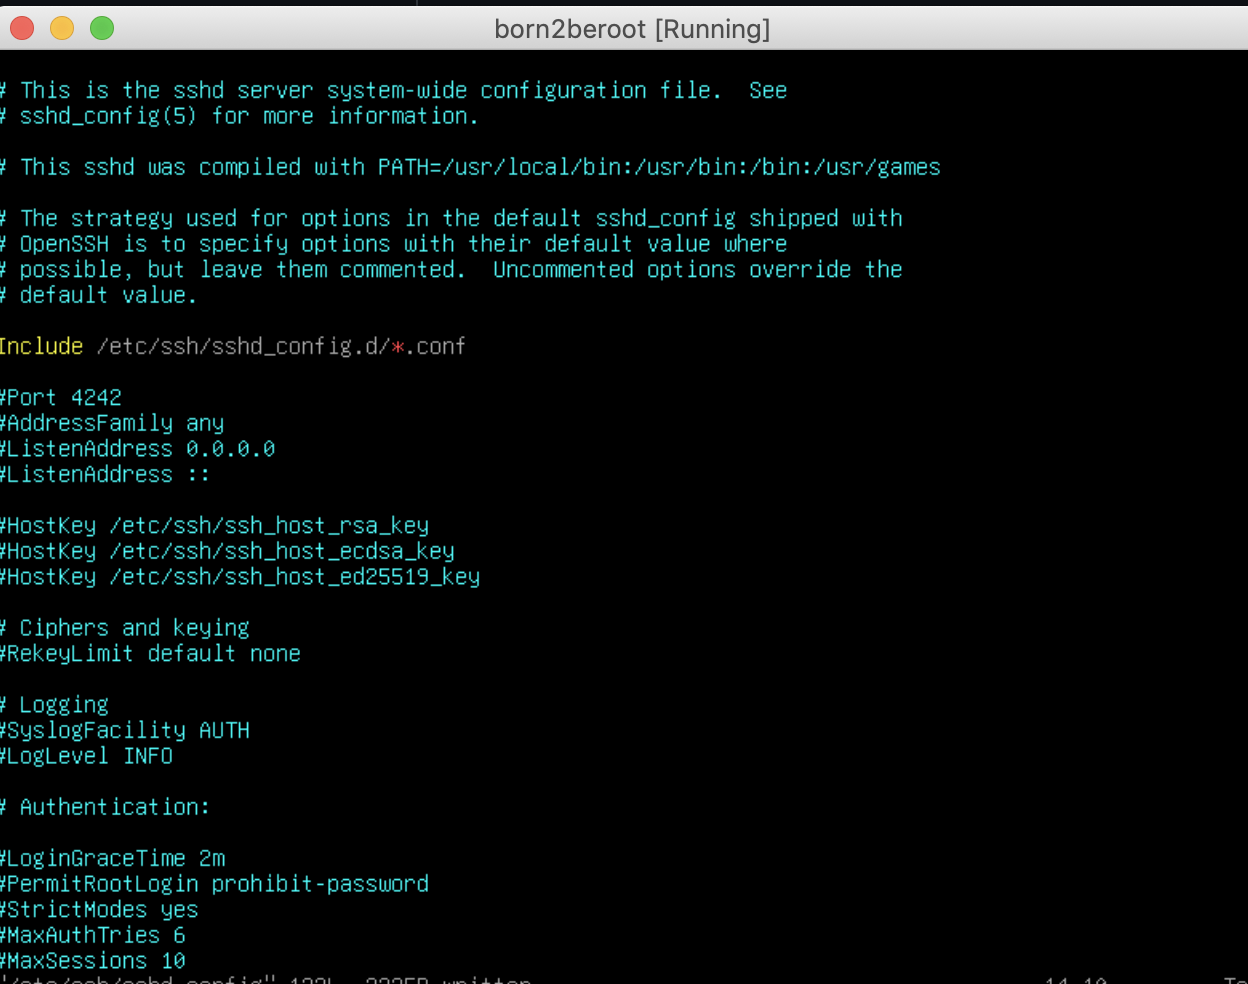 born2beroot [Running]
# This is the sshd server system-wide configuration file.  See
# sshd_config(5) for more information.
# This sshd was compiled with PATH=/usr/local/bin:/usr/bin:/bin:/usr/games
# The strategy used for options in the default sshd_config shipped with
# OpenSSH is to specify options with their default value where
# possible, but leave them commented.  Uncommented options override the
# default value.
Include /etc/ssh/sshd_config.d/*.conf
#Port 4242
#AddressFamily any
#ListenAddress 0.0.0.0
#ListenAddress ::
#HostKey /etc/ssh/ssh_host_rsa_key
#HostKey /etc/ssh/ssh_host_ecdsa_key
#HostKey /etc/ssh/ssh_host_ed25519_key
# Ciphers and keying
#RekeyLimit default none
# Logging
#SyslogFacility AUTH
#LogLevel INFO
# Authentication:
#LoginGraceTime 2m
#PermitRootLogin prohibit-password
#StrictModes yes
#MaxAuthTries 6
#MaxSessions 10
"/etc/ssh/sshd_config" written